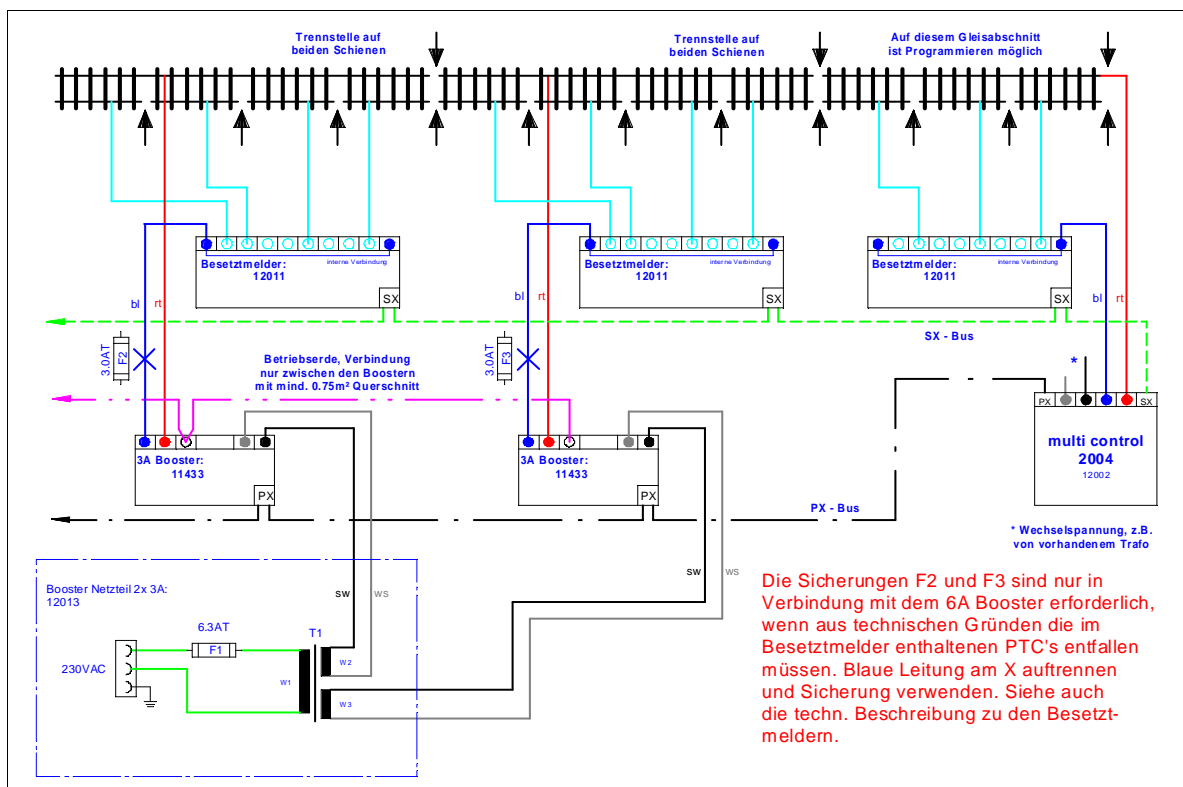 Trennstelle auf
beiden Schienen
Trennstelle auf
beiden Schienen
Auf diesem Gleisabschnitt
ist Programmieren möglich
Besetztmelder:
12011
interne Verbindung
SX
Besetztmelder:
12011
interne Verbindung
SX
Besetztmelder:
12011
interne Verbindung
SX
bl
rt
bl
rt
bl
rt
3.0AT
F2
3.0AT
F3
SX - Bus
Betriebserde, Verbindung
nur zwischen den Boostern
mit mind. 0.75m² Querschnitt
*
PX
SX
multi control
2004
12002
3A Booster:
11433
PX
3A Booster:
11433
PX
PX - Bus
* Wechselspannung, z.B.
von vorhandenem Trafo
Booster Netzteil 2x 3A:
12013
sw
ws
sw
ws
6.3AT
F1
T1
230VAC
W1
W2
W3
Die Sicherungen F2 und F3 sind nur in
Verbindung mit dem 6A Booster erforderlich,
wenn aus technischen Gründen die im
Besetztmelder enthaltenen PTC's entfallen
müssen. Blaue Leitung am X auftrennen
und Sicherung verwenden. Siehe auch
die techn. Beschreibung zu den Besetzt-
meldern.